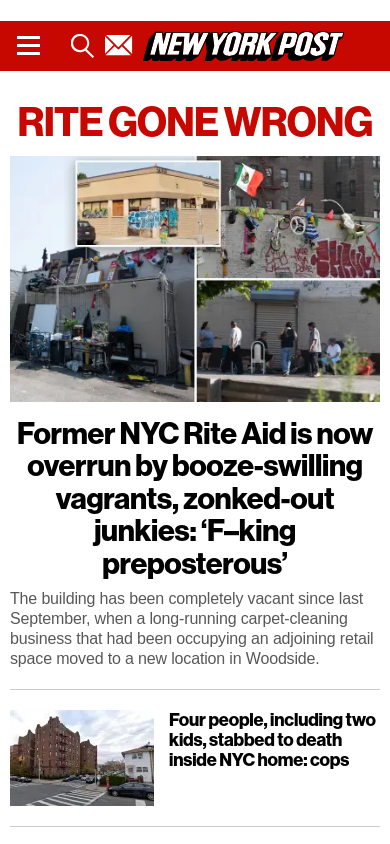 NEW YORK POST
RITE GONE WRONG
Former NYC Rite Aid is now
overrun by booze-swilling
vagrants, zonked-out
junkies: ‘F–king
preposterous’
The building has been completely vacant since last
September, when a long-running carpet-cleaning
business that had been occupying an adjoining retail
space moved to a new location in Woodside.
Four people, including two
kids, stabbed to death
inside NYC home: cops